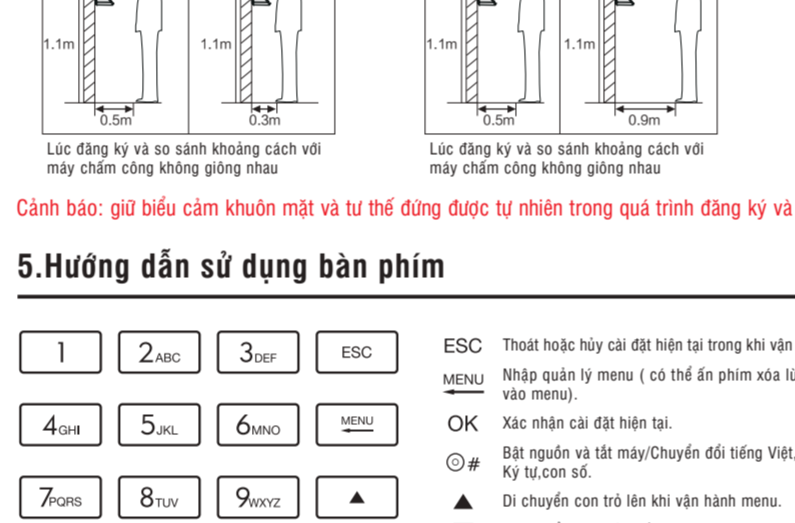 1.1m
1.1m
1.1m
1.1m
0.5m
0.3m
0.5m
0.9m
Lúc đăng ký và so sánh khoảng cách với
máy chấm công không giông nhau
Lúc đăng ký và so sánh khoảng cách với
máy chấm công không giông nhau
Cảnh báo: giữ biểu cảm khuôn mặt và tư thế đứng được tự nhiên trong quá trình đăng ký và
5.Hướng dẫn sử dụng bàn phím
1
2ABC
3DEF
ESC
ESC Thoát hoặc hủy cài đặt hiện tại trong khi vận
MENU Nhập quản lý menu ( có thể ấn phím xóa
vào menu).
4GHI
5JKL
6MNO
MENU
OK Xác nhận cài đặt hiện tại.
# Bật nguồn và tắt máy/Chuyển đổi tiếng Việt,
Ký tự,con số.
7PQRS
8TUV
9WXYZ
▲
▲ Di chuyển con trỏ lên khi vận hành menu.